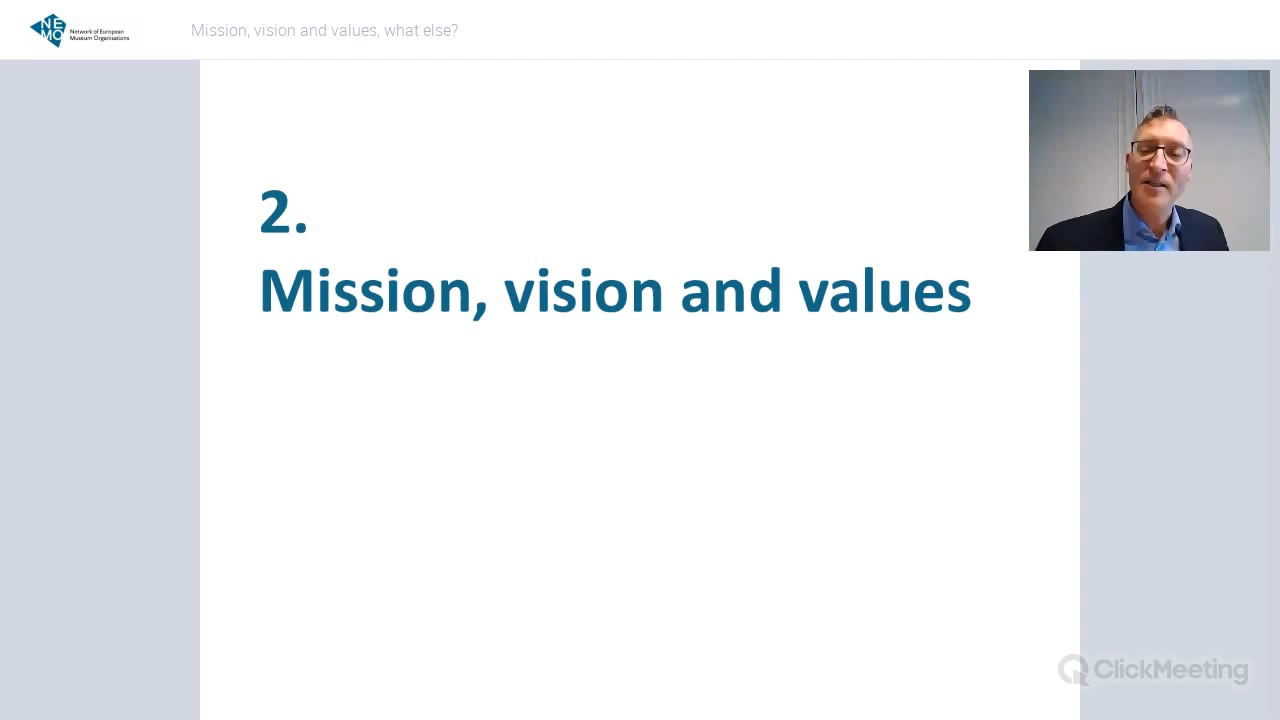 NE
MO
Network of European
Museum Organisations
Mission, vision and values, what else?
2.
Mission, vision and values
ClickMeeting